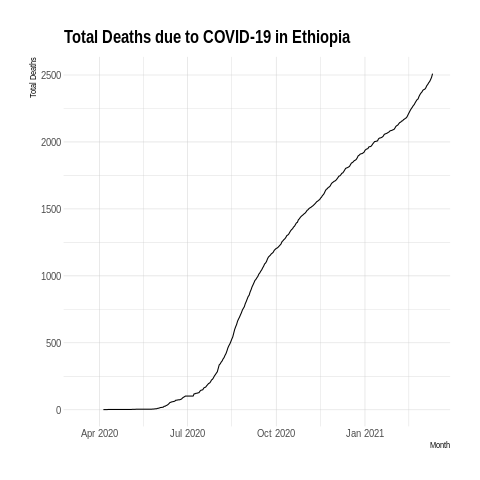 Total Deaths due to COVID-19 in Ethiopia
Total Deaths
2500
2000
1500
1000
500
0
Apr 2020 Jul 2020 Oct 2020 Jan 2021
Month